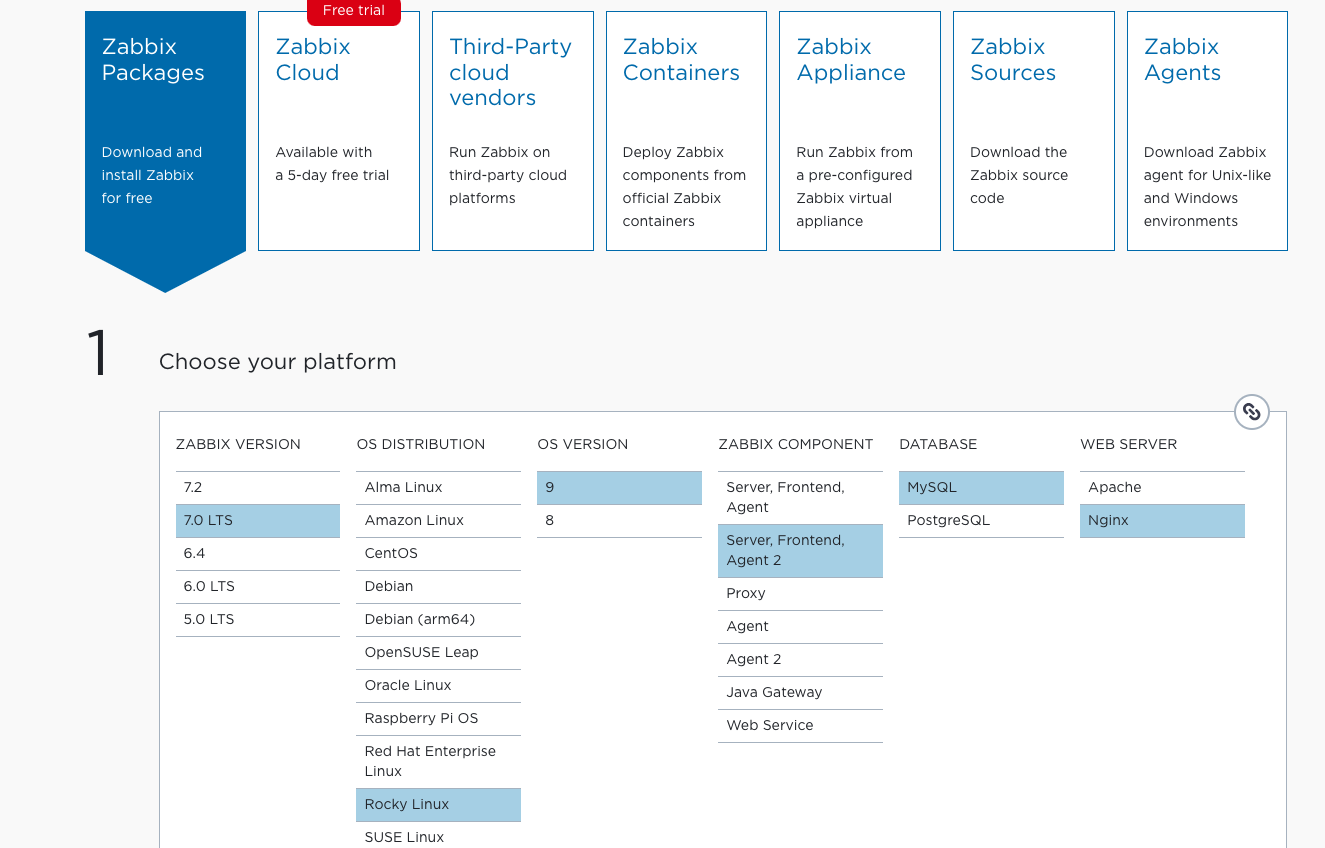 Free trial
Zabbix
Packages
Download and
install Zabbix
for free
Zabbix
Cloud
Available with
a 5-day free trial
Third-Party
cloud
vendors
Run Zabbix on
third-party cloud
platforms
Zabbix
Containers
Deploy Zabbix
components from
official Zabbix
containers
Zabbix
Appliance
Run Zabbix from
a pre-configured
Zabbix virtual
appliance
Zabbix
Sources
Download the
Zabbix source
code
Zabbix
Agents
Download Zabbix
agent for Unix-like
and Windows
environments
1
Choose your platform
ZABBIX VERSION
7.2
7.0 LTS
6.4
6.0 LTS
5.0 LTS
OS DISTRIBUTION
Alma Linux
Amazon Linux
CentOS
Debian
Debian (arm64)
OpenSUSE Leap
Oracle Linux
Raspberry Pi OS
Red Hat Enterprise
Linux
Rocky Linux
SUSE Linux
OS VERSION
9
8
ZABBIX COMPONENT
Server, Frontend,
Agent
Server, Frontend,
Agent 2
Proxy
Agent
Agent 2
Java Gateway
Web Service
DATABASE
MySQL
PostgreSQL
WEB SERVER
Apache
Nginx